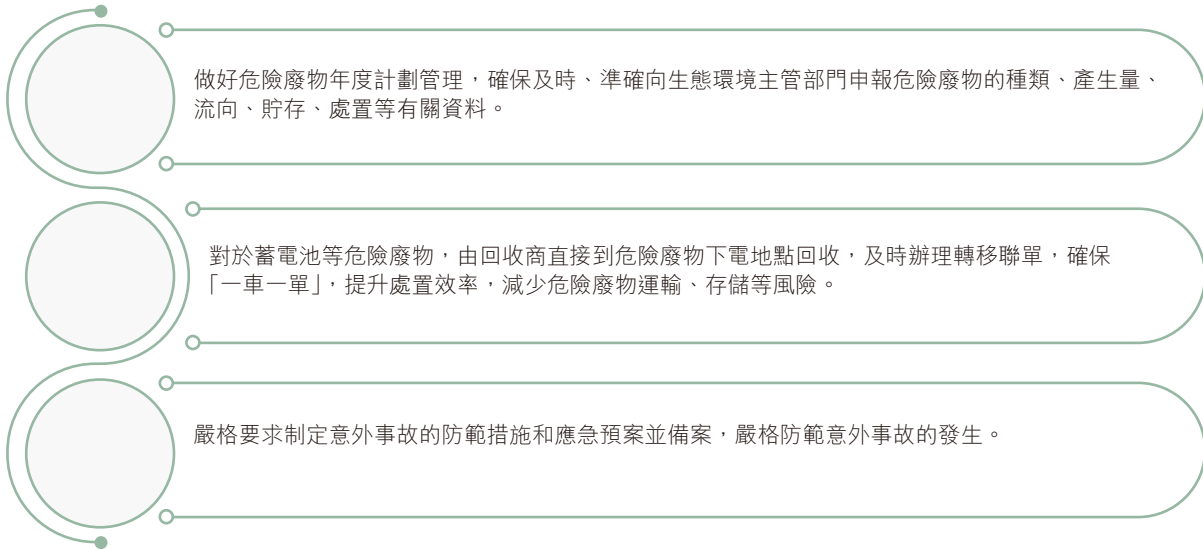 做好危險廢物年度計劃管理，確保及時、準確向生態環境主管部門申報危險廢物的種類、產生量、
流向、貯存、處置等有關資料。
對於蓄電池等危險廢物，由回收商直接到危險廢物下電地點回收，及時辦理轉移聯單，確保
「一車一單」，提升處置效率，減少危險廢物運輸、存儲等風險。
嚴格要求制定意外事故的防範措施和應急預案並備案，嚴格防範意外事故的發生。